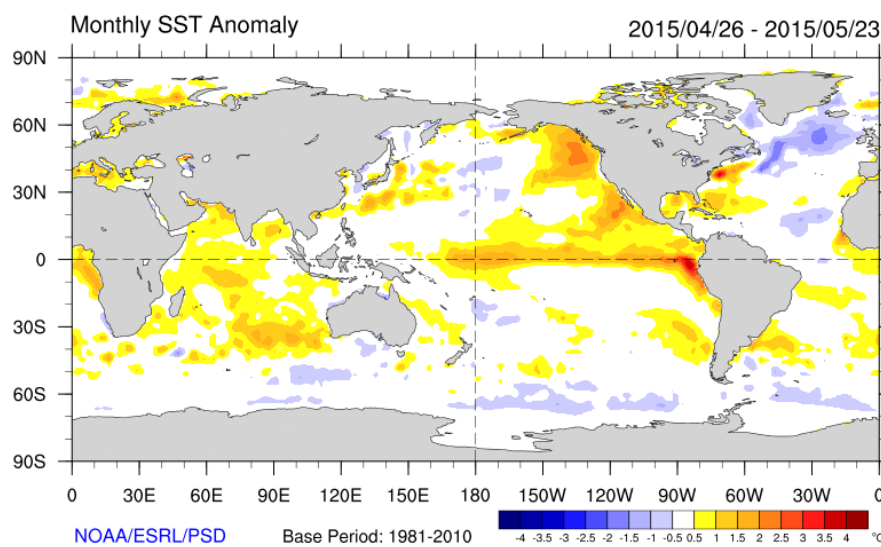 Monthly SST Anomaly 2015/04/26 - 2015/05/23
90N
60N
30N
0
30S
60S
90S
0 30E 60E 90E 120E 150E 180 150W 120W 90W 60W 30W 0
NOAA/ESRL/PSD Base Period: 1981-2010
-4 -3.5 -3 -2.5 -2 -1.5 -1 -0.5 0.5 1 1.5 2 2.5 3 3.5 4 °C